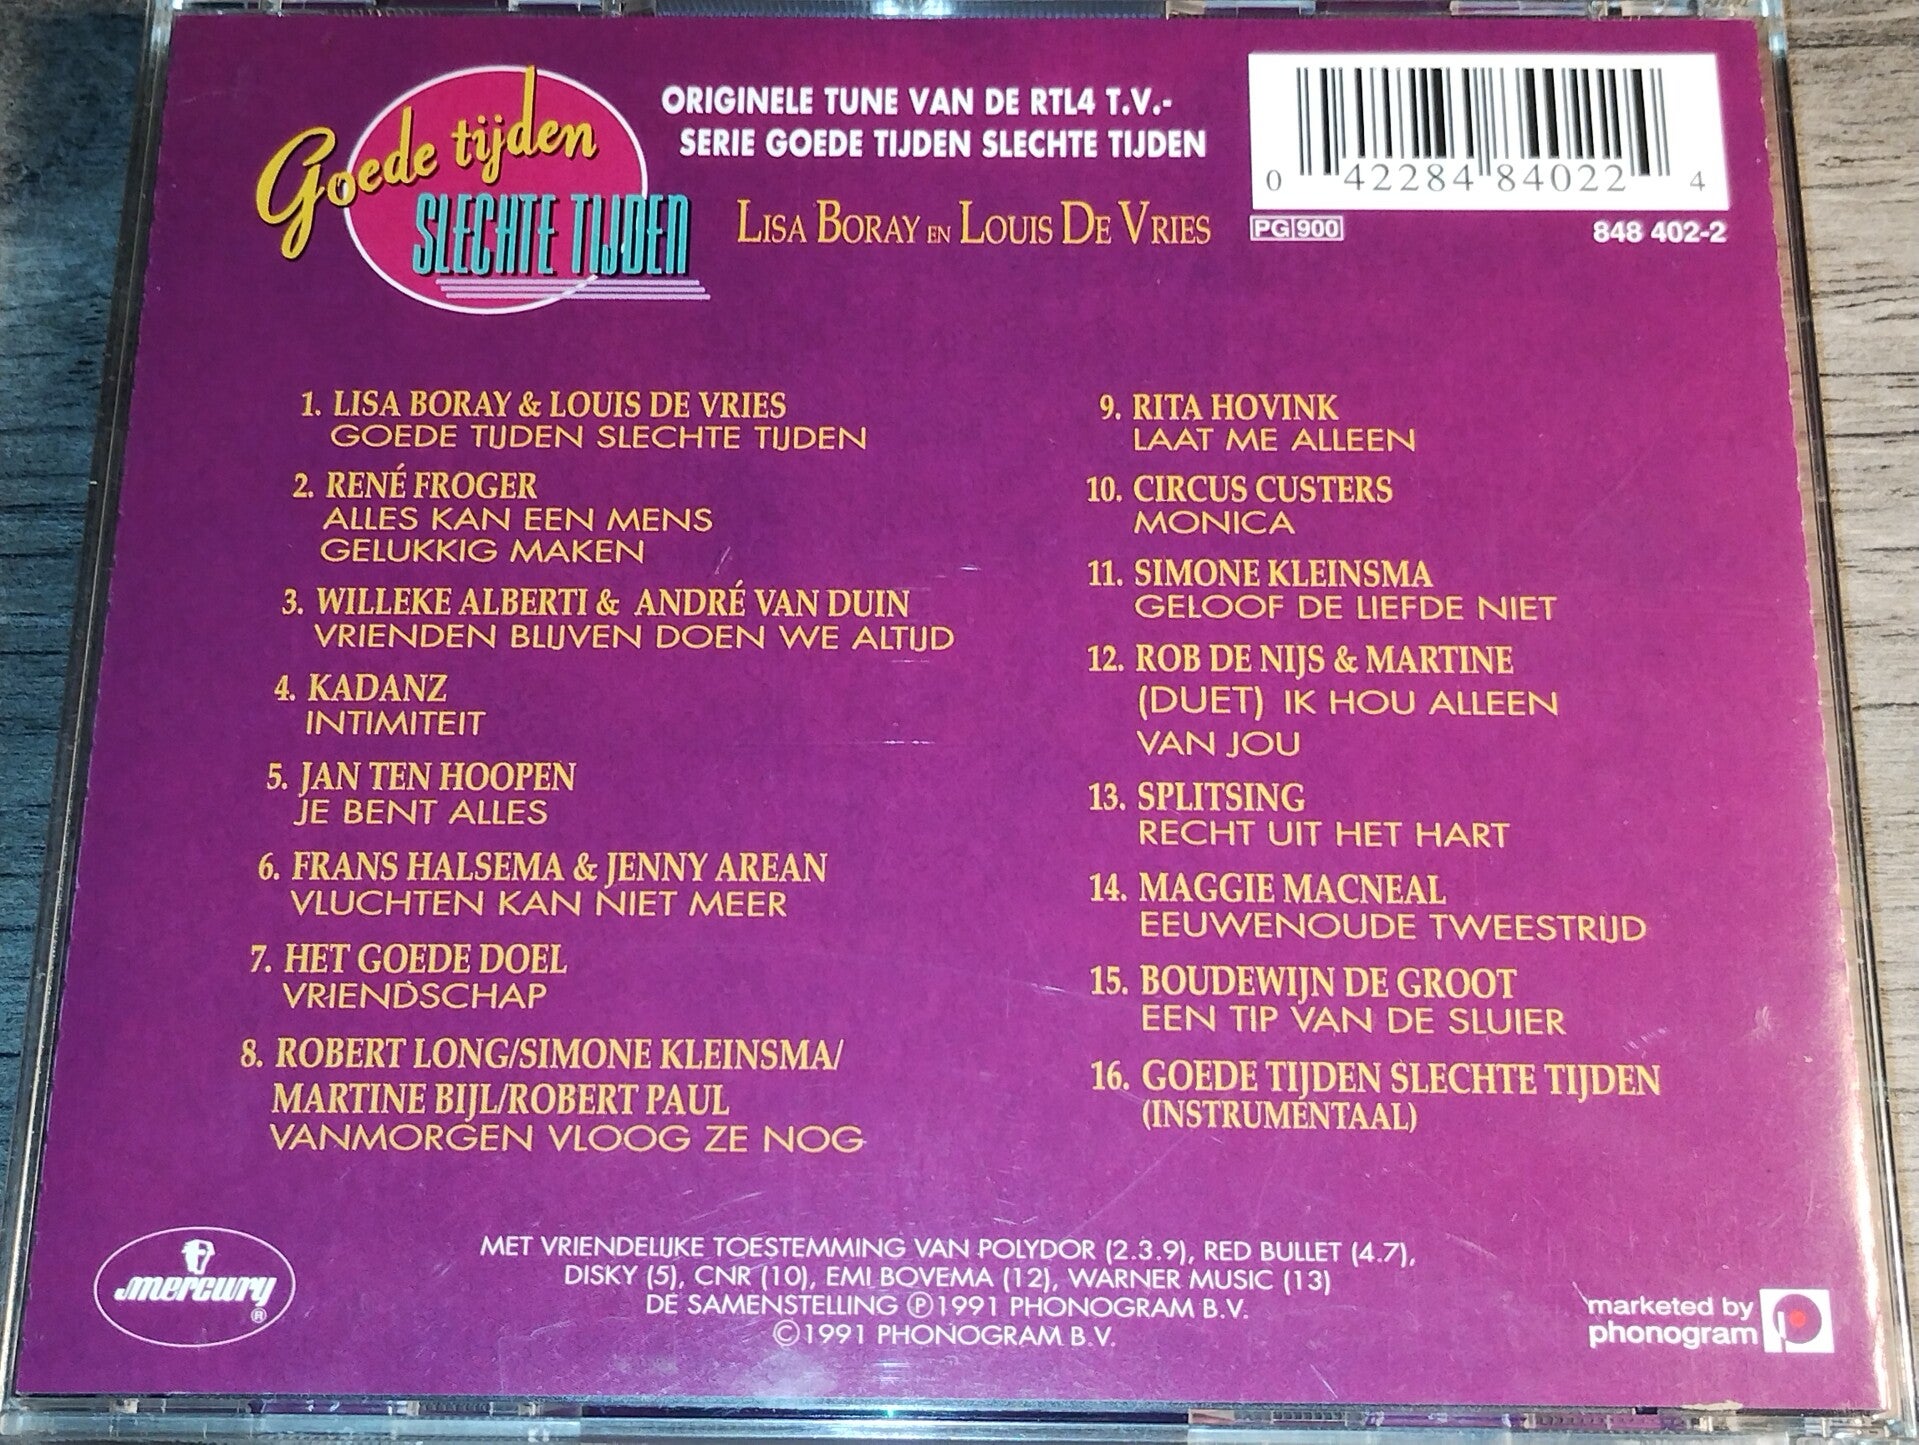 Goede tijden
SLECHTE TIJDEN
ORIGINELE TUNE VAN DE RTL4 T.V.-
SERIE GOEDE TIJDEN SLECHTE TIJDEN
LISA BORAY EN LOUIS DE VRIES
0 42284 84022 4
PG 900
848 402-2
1. LISA BORAY & LOUIS DE VRIES
GOEDE TIJDEN SLECHTE TIJDEN
2. RENÉ FROGER
ALLES KAN EEN MENS
GELUKKIG MAKEN
3. WILLEKE ALBERTI & ANDRÉ VAN DUIN
VRIENDEN BLIJVEN DOEN WE ALTIJD
4. KADANZ
INTIMITEIT
5. JAN TEN HOOPEN
JE BENT ALLES
6. FRANS HALSEMA & JENNY AREAN
VLUCHTEN KAN NIET MEER
7. HET GOEDE DOEL
VRIENDSCHAP
8. ROBERT LONG/SIMONE KLEINSMA/
MARTINE BIJL/ROBERT PAUL
VANMORGEN VLOOG ZE NOG
9. RITA HOVINK
LAAT ME ALLEEN
10. CIRCUS CUSTERS
MONICA
11. SIMONE KLEINSMA
GELOOF DE LIEFDE NIET
12. ROB DE NIJS & MARTINE
(DUET) IK HOU ALLEEN
VAN JOU
13. SPLITSING
RECHT UIT HET HART
14. MAGGIE MACNEAL
EEUWENOUDE TWEESTRIJD
15. BOUDEWIJN DE GROOT
EEN TIP VAN DE SLUIER
16. GOEDE TIJDEN SLECHTE TIJDEN
(INSTRUMENTAAL)
mercury ®
MET VRIENDELIJKE TOESTEMMING VAN POLYDOR (2.3.9), RED BULLET (4.7),
DISKY (5), CNR (10), EMI BOVEMA (12), WARNER MUSIC (13)
DE SAMENSTELLING ℗1991 PHONOGRAM B.V.
©1991 PHONOGRAM B.V.
marketed by
phonogram